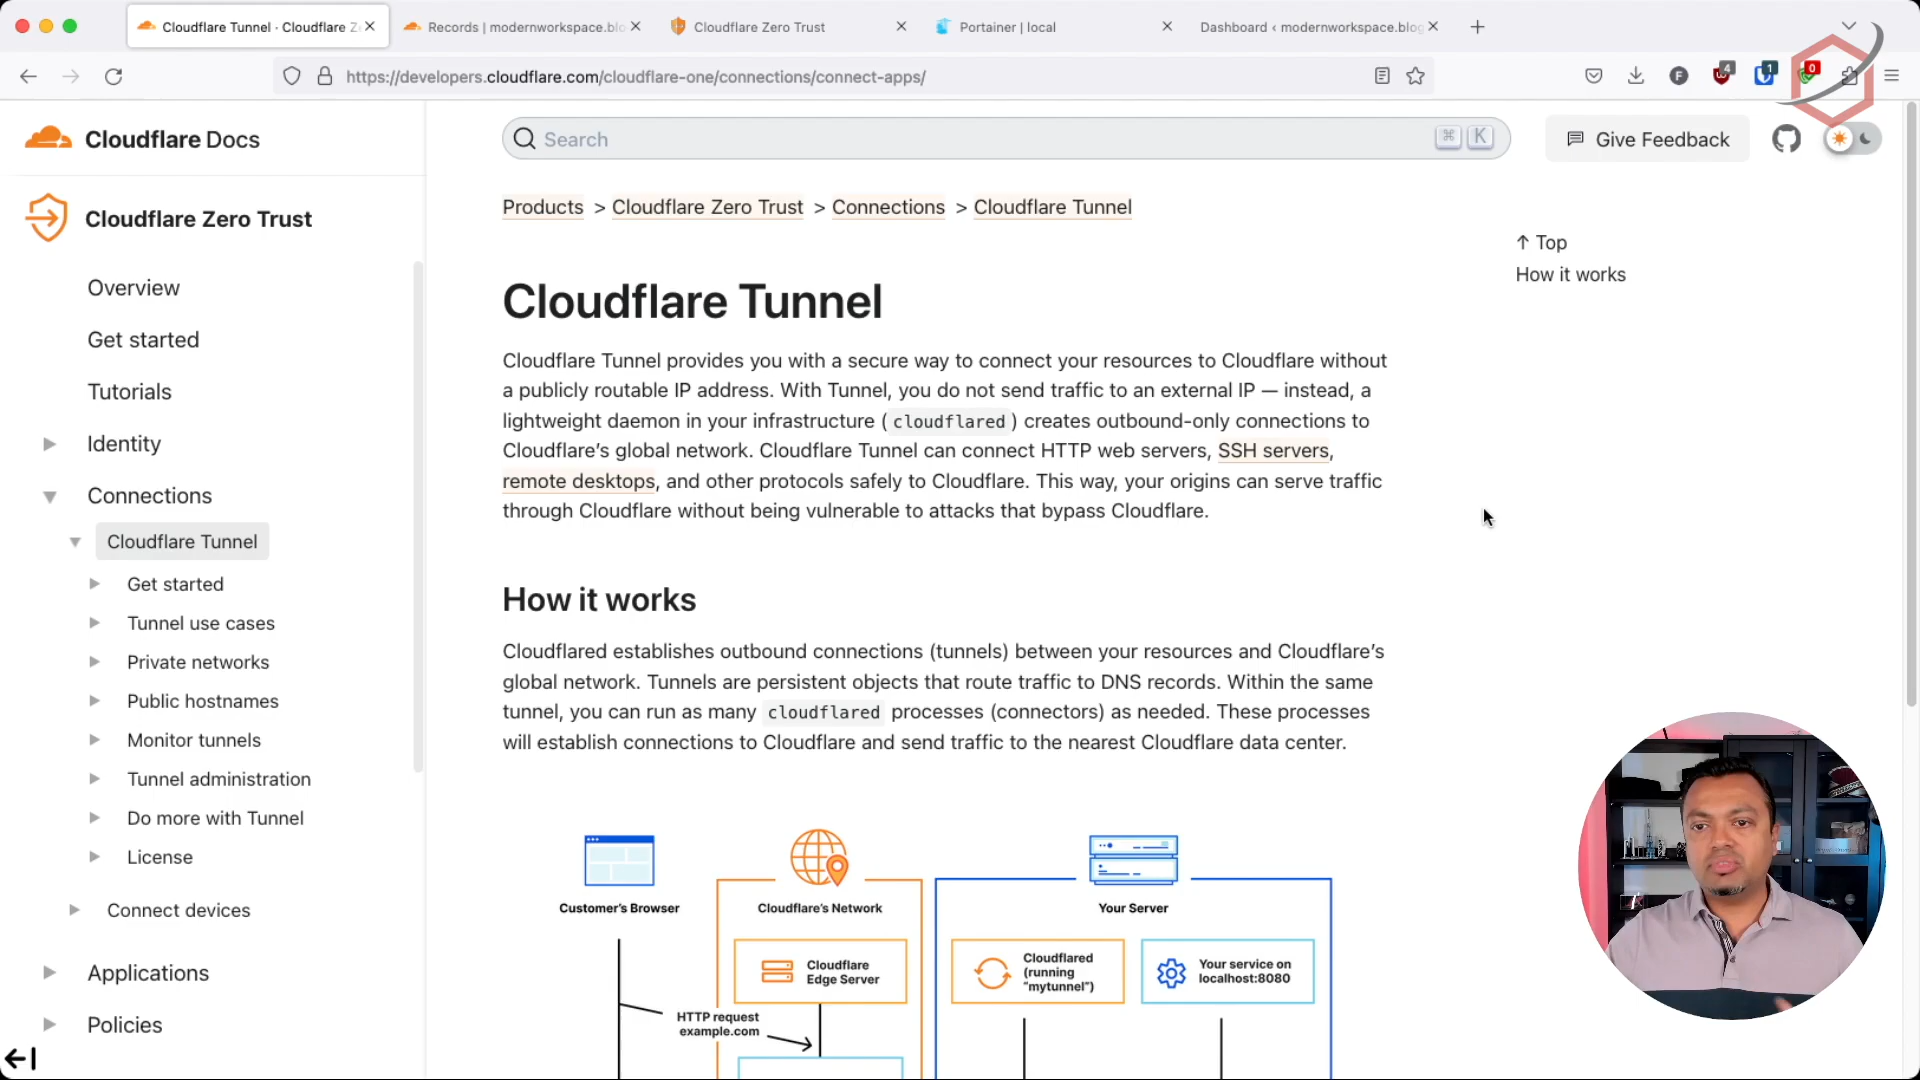 Cloudflare Tunnel · Cloudflare Ze
Records | modernworkspace.blo
Cloudflare Zero Trust
Portainer | local
Dashboard ‹ modernworkspace.blog
https://developers.cloudflare.com/cloudflare-one/connections/connect-apps/
F
4
1
0
Cloudflare Docs
Search
⌘ K
Give Feedback
Cloudflare Zero Trust
Overview
Get started
Tutorials
Identity
Connections
Cloudflare Tunnel
Get started
Tunnel use cases
Private networks
Public hostnames
Monitor tunnels
Tunnel administration
Do more with Tunnel
License
Connect devices
Applications
Policies
Products > Cloudflare Zero Trust > Connections > Cloudflare Tunnel
↑ Top
How it works
Cloudflare Tunnel
Cloudflare Tunnel provides you with a secure way to connect your resources to Cloudflare without
a publicly routable IP address. With Tunnel, you do not send traffic to an external IP — instead, a
lightweight daemon in your infrastructure ( cloudflared ) creates outbound-only connections to
Cloudflare’s global network. Cloudflare Tunnel can connect HTTP web servers, SSH servers,
remote desktops, and other protocols safely to Cloudflare. This way, your origins can serve traffic
through Cloudflare without being vulnerable to attacks that bypass Cloudflare.
How it works
Cloudflared establishes outbound connections (tunnels) between your resources and Cloudflare’s
global network. Tunnels are persistent objects that route traffic to DNS records. Within the same
tunnel, you can run as many cloudflared processes (connectors) as needed. These processes
will establish connections to Cloudflare and send traffic to the nearest Cloudflare data center.
Customer’s Browser
Cloudflare’s Network
Your Server
Cloudflare
Edge Server
Cloudflared
(running
“mytunnel”)
Your service on
localhost:8080
HTTP request
example.com